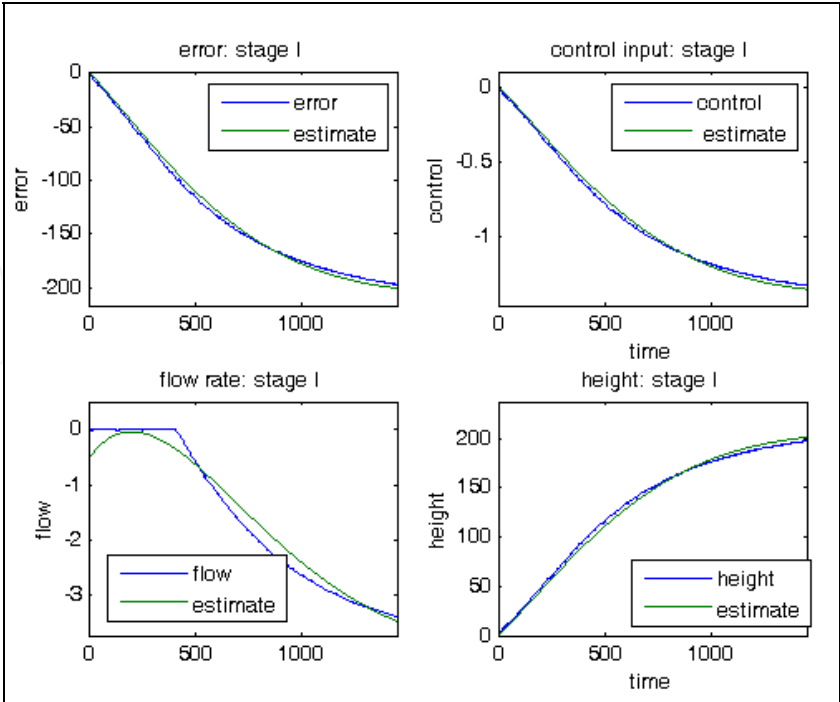 error: stage I
0
-50
-100
-150
-200
error
error
estimate
0 500 1000
control input: stage I
0
-0.5
-1
control
control
estimate
0 500 1000
time
flow rate: stage I
0
-1
-2
-3
flow
flow
estimate
0 500 1000
height: stage I
200
150
100
50
0
height
height
estimate
0 500 1000
time